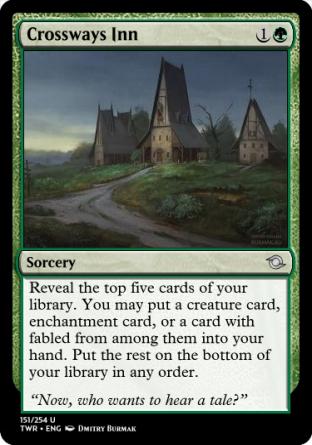 Crossways Inn 1
Sorcery
Reveal the top five cards of your
library. You may put a creature card,
enchantment card, or a card with
fabled from among them into your
hand. Put the rest on the bottom of
your library in any order.
“Now, who wants to hear a tale?”
151/254 U
TWR • ENG Dmitry Burmak